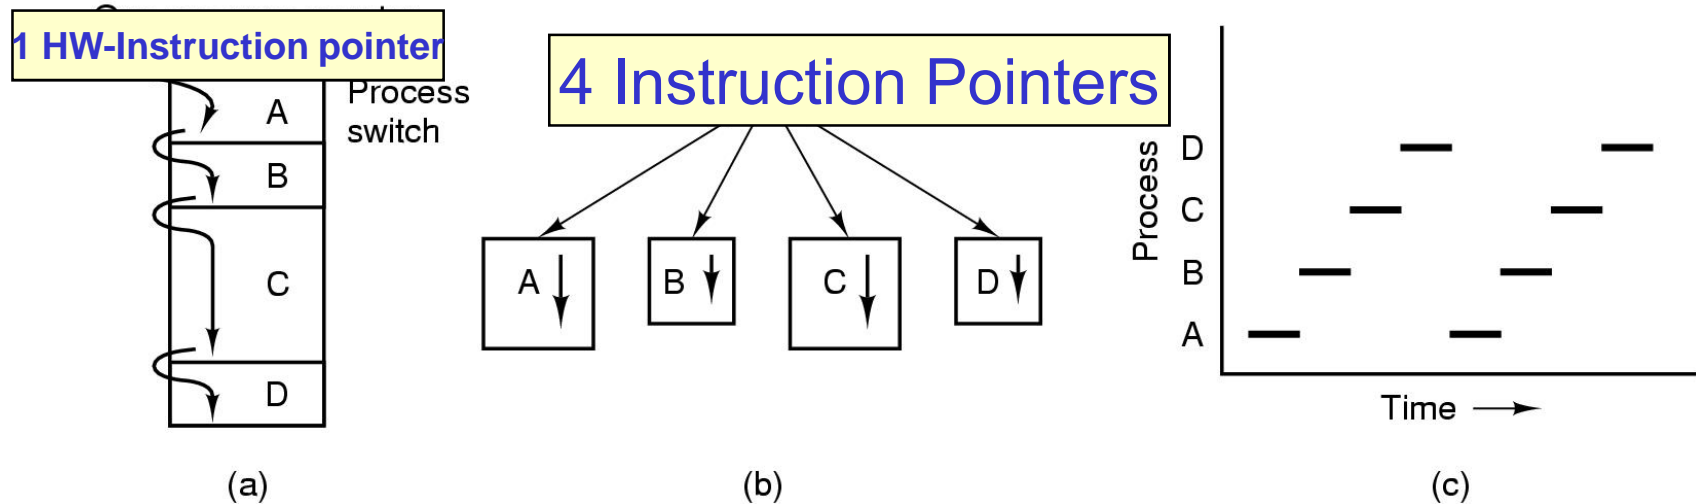 1 HW-Instruction pointer
Process
switch
A
B
C
D
(a)
4 Instruction Pointers
A
B
C
D
(b)
Process
D
C
B
A
Time
(c)